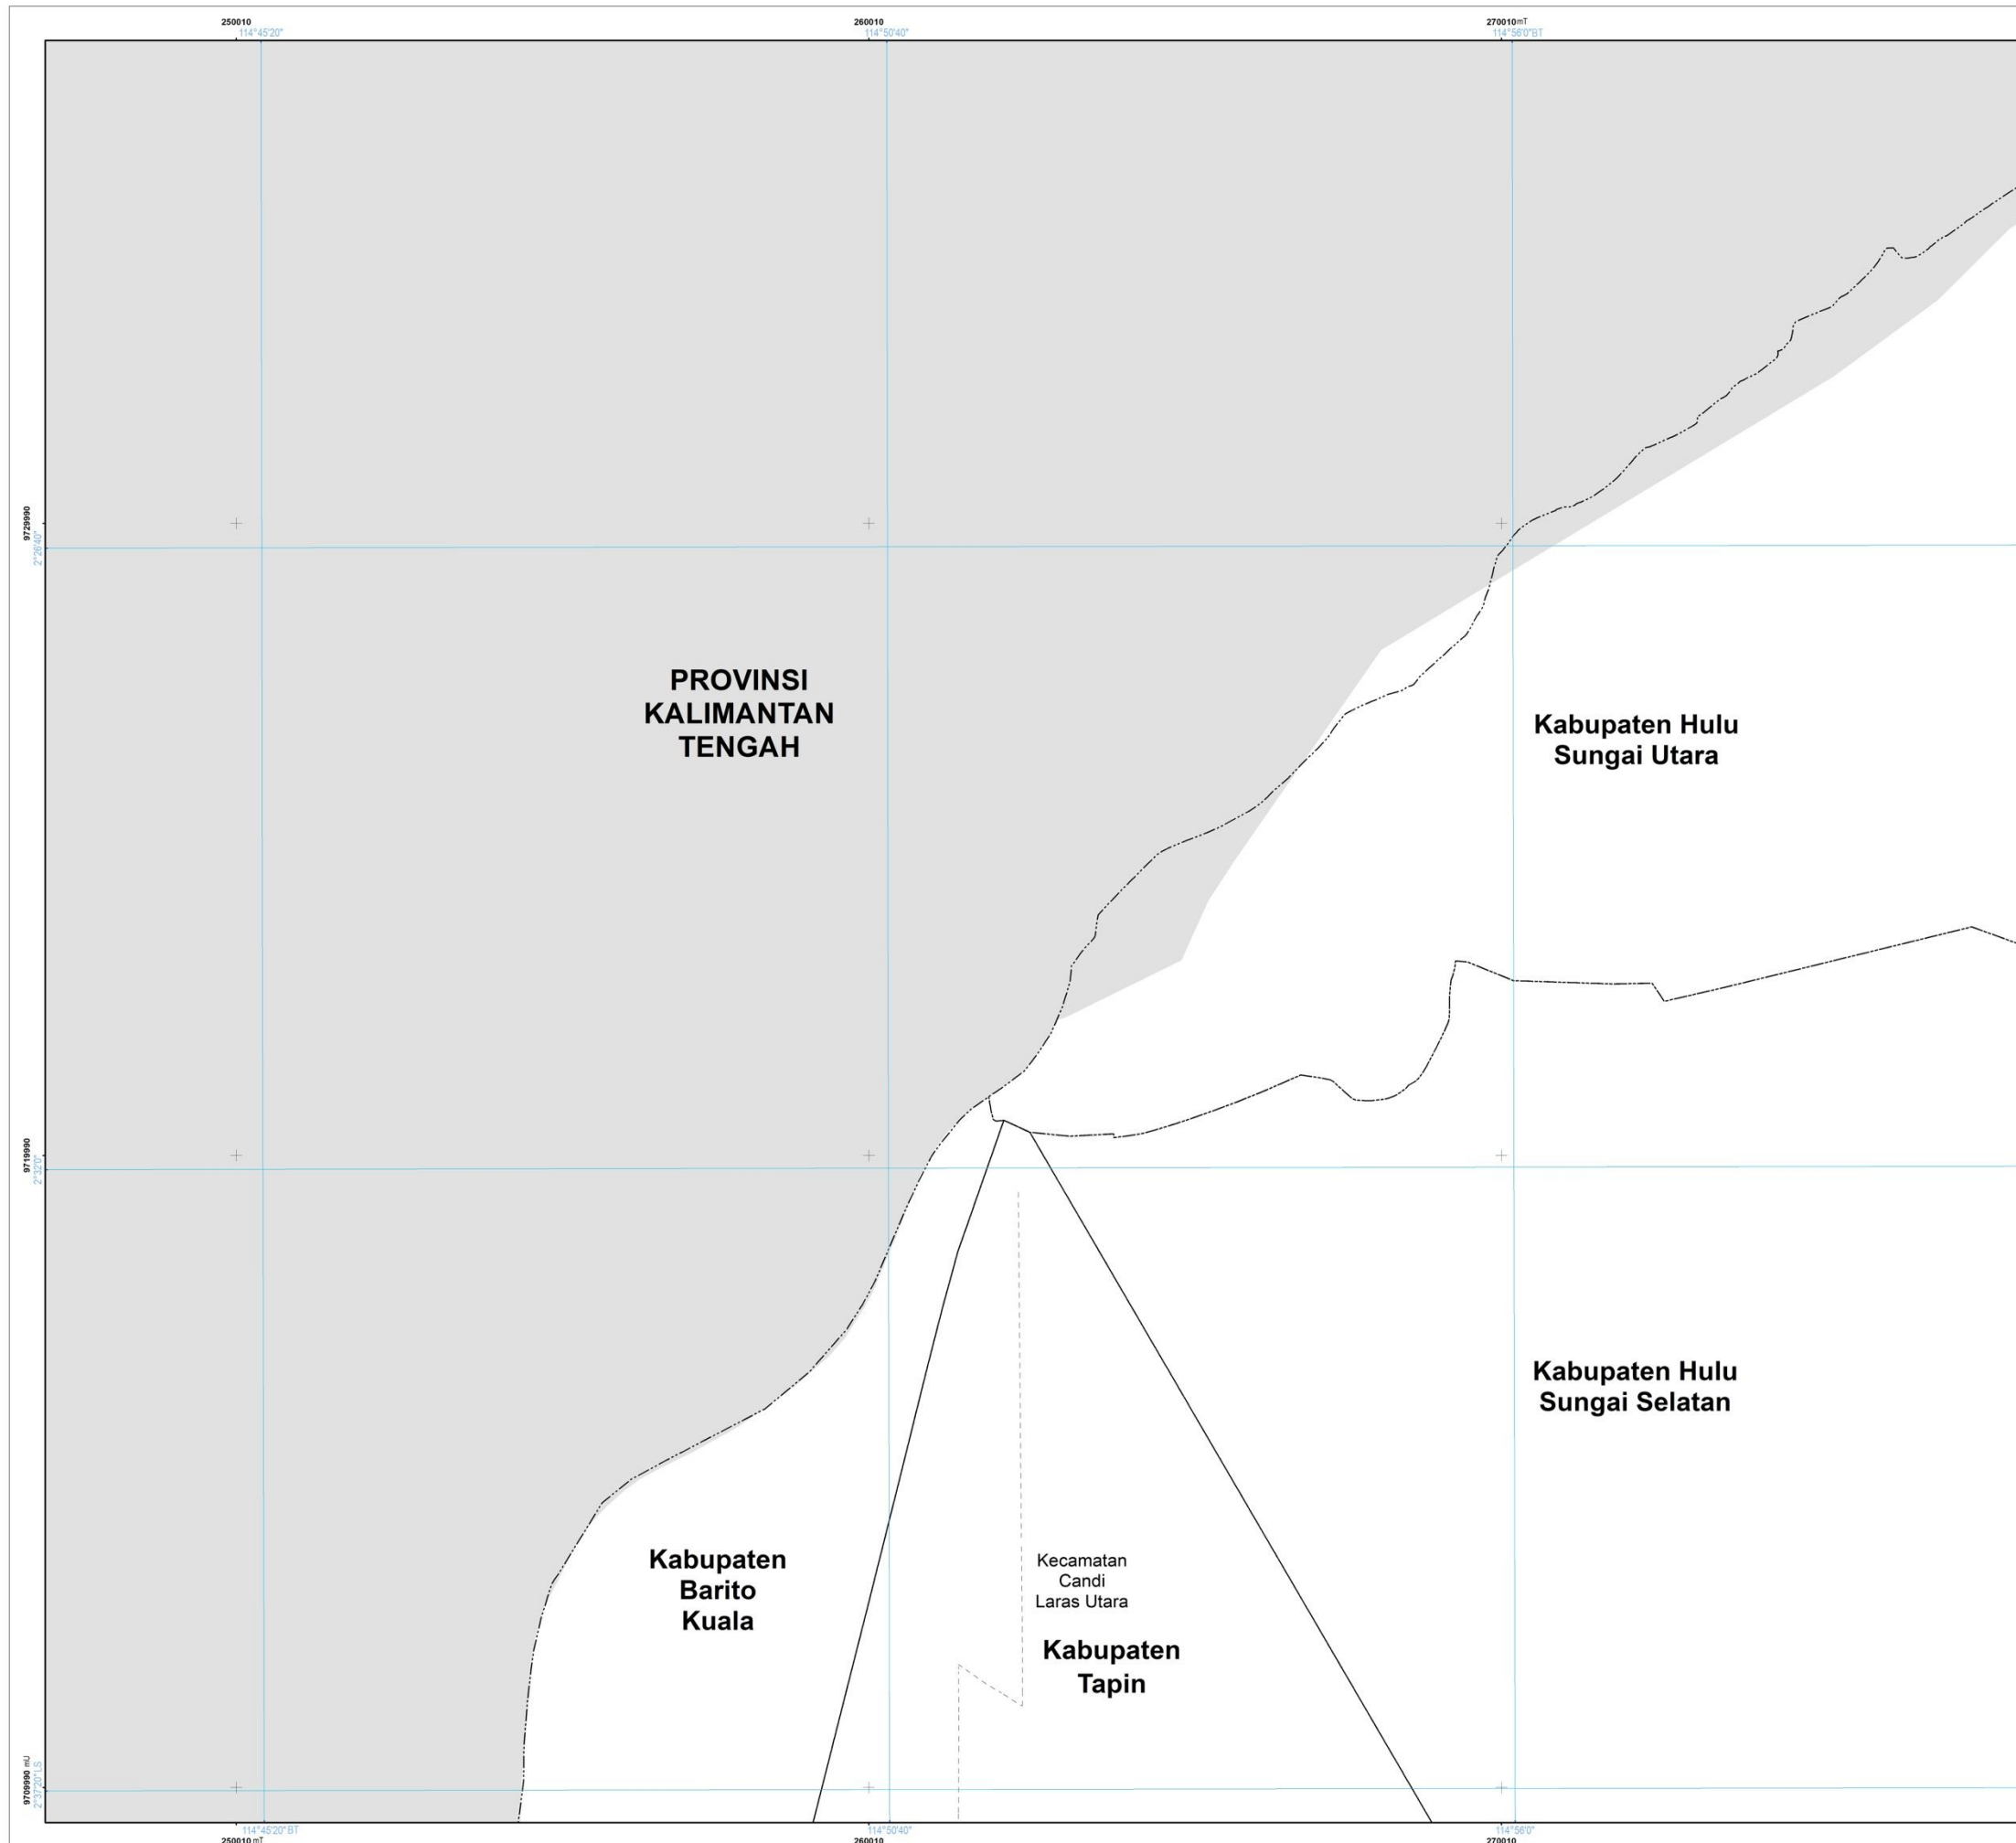 250010
260010
270010 mT
114°45'20"
114°50'40"
114°56'0"BT
9729990
2°26'40"
PROVINSI
KALIMANTAN
TENGAH
Kabupaten Hulu
Sungai Utara
9719990
2°32'0"
Kabupaten Hulu
Sungai Selatan
Kabupaten
Barito
Kuala
Kecamatan
Candi
Laras Utara
Kabupaten
Tapin
9709990 mU
2°37'20"LS
114°45'20"BT
114°50'40"
114°56'0"
250010 mT
260010
270010